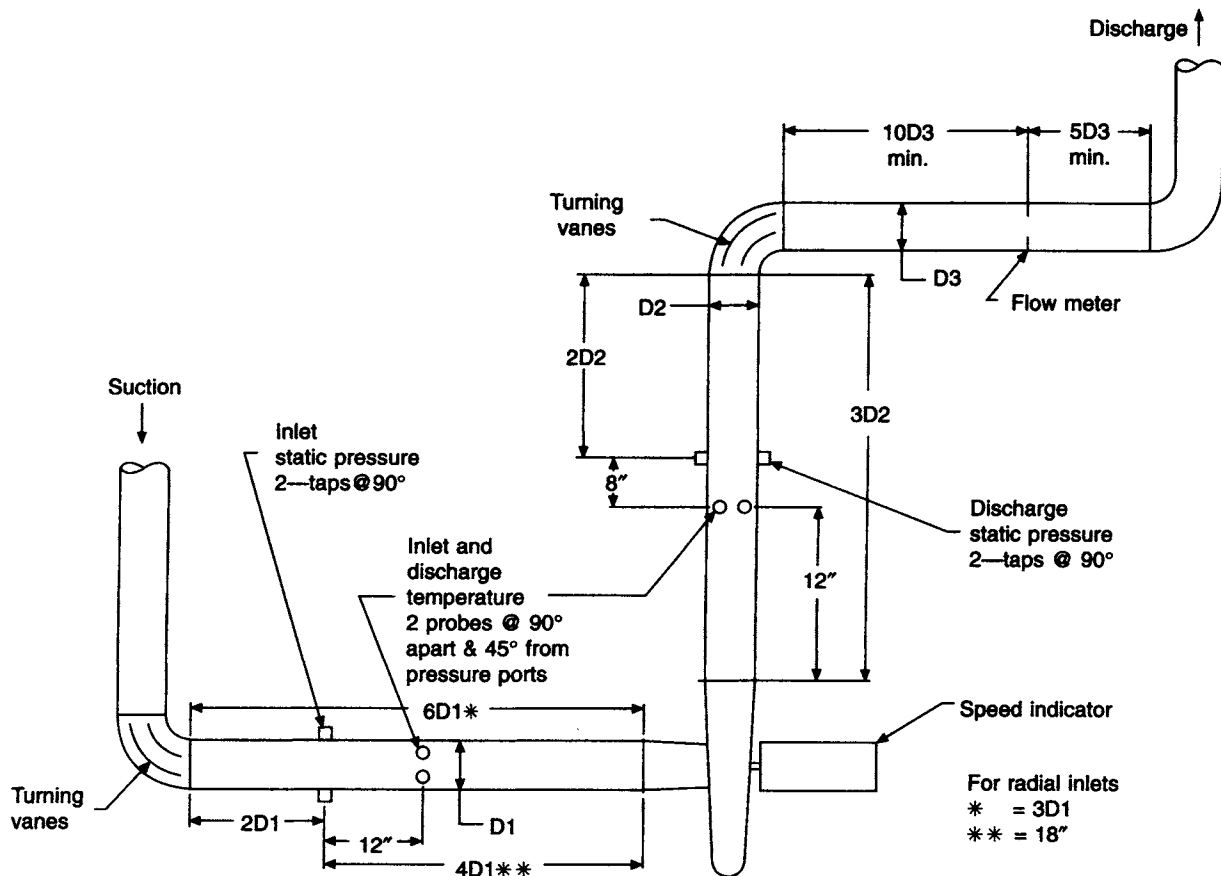 Discharge
10D3
min.
5D3
min.
Turning
vanes
D3
Flow meter
D2
2D2
3D2
Suction
Inlet
static pressure
2—taps@90°
8″
Discharge
static pressure
2—taps @ 90°
Inlet and
discharge
temperature
2 probes @ 90°
apart & 45° from
pressure ports
12″
6D1*
Speed indicator
Turning
vanes
2D1
12″
D1
4D1**
For radial inlets
* = 3D1
** = 18″